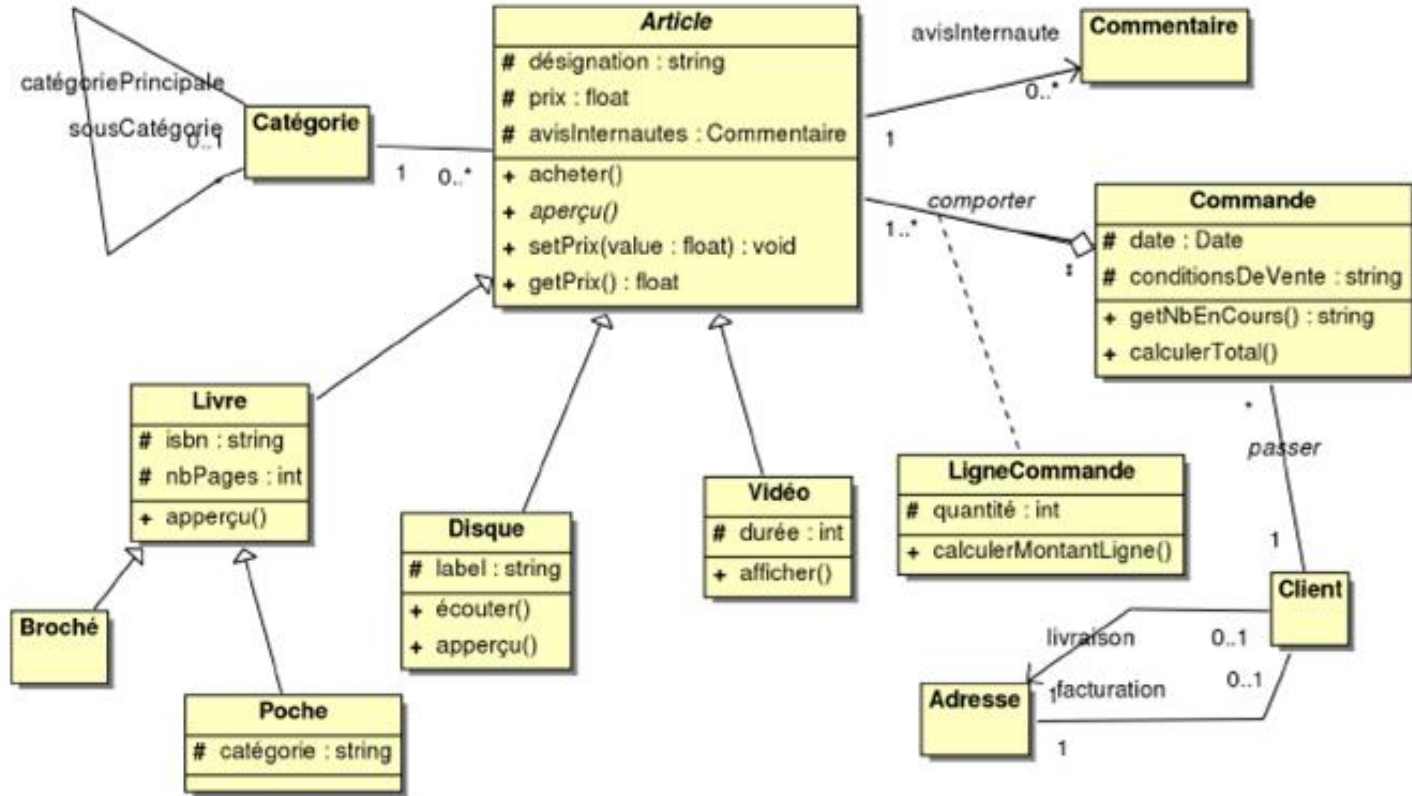 Article
# désignation : string
# prix : float
# avisInternautes : Commentaire
+ acheter()
+ aperçu()
+ setPrix(value : float) : void
+ getPrix() : float
avisInternaute
Commentaire
0..*
1
catégoriePrincipale
sousCatégorie
0..1
Catégorie
1
0..*
comporter
1..*
*
Commande
# date : Date
# conditionsDeVente : string
+ getNbEnCours() : string
+ calculerTotal()
Livre
# isbn : string
# nbPages : int
+ apperçu()
Disque
# label : string
+ écouter()
+ apperçu()
Vidéo
# durée : int
+ afficher()
LigneCommande
# quantité : int
+ calculerMontantLigne()
*
passer
1
Client
Broché
Poche
# catégorie : string
livraison
0..1
facturation
0..1
1
1
Adresse